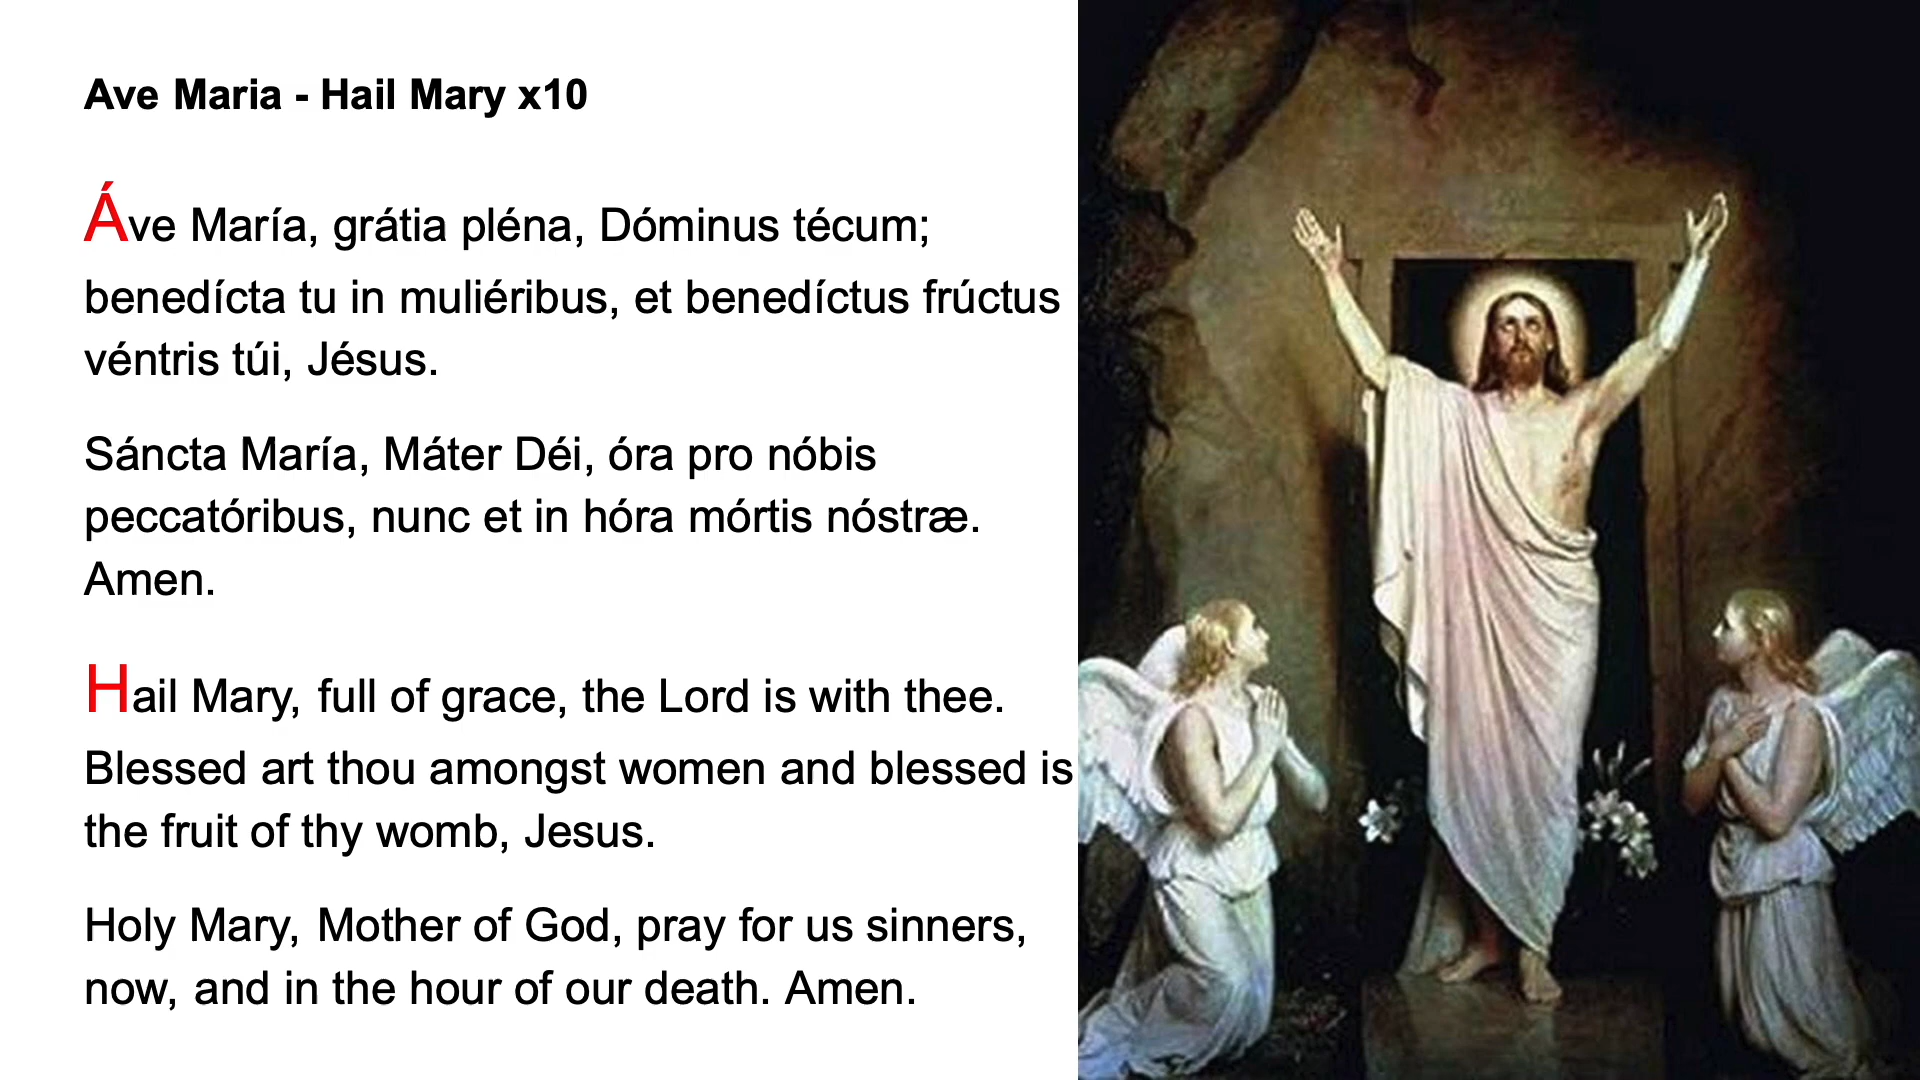 Ave Maria - Hail Mary x10
Áve María, grátia pléna, Dóminus técum;
benedícta tu in muliéribus, et benedíctus frúctus
véntris túi, Jésus.
Sáncta María, Máter Déi, óra pro nóbis
peccatóribus, nunc et in hóra mórtis nóstræ.
Amen.
Hail Mary, full of grace, the Lord is with thee.
Blessed art thou amongst women and blessed is
the fruit of thy womb, Jesus.
Holy Mary, Mother of God, pray for us sinners,
now, and in the hour of our death. Amen.